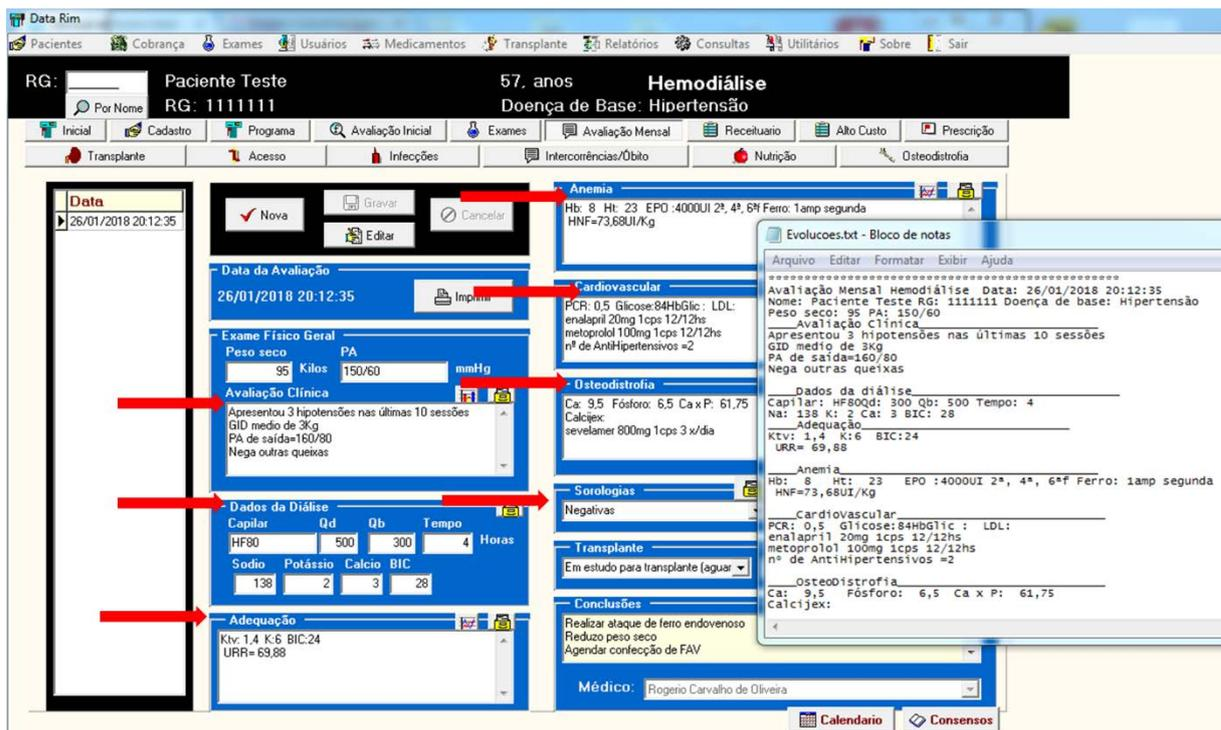 Data Rim
Pacientes Cobrança Exames Usuários Medicamentos Transplante Relatórios Consultas Utilitários Sobre Sair
RG: Paciente Teste 57, anos Hemodiálise
Por Nome RG: 1111111 Doença de Base: Hipertensão
Inicial Cadastro Programa Avaliação Inicial Exames Avaliação Mensal Receituario Alto Custo Prescrição
Transplante Acesso Infecções Intercorrências/Óbito Nutrição Osteodistrofia
Data
26/01/2018 20:12:35
Nova Gravar Cancelar
Editar
Data da Avaliação
26/01/2018 20:12:35 Imprimir
Exame Físico Geral
Peso seco PA
95 Kilos 150/60 mmHg
Avaliação Clínica
Apresentou 3 hipotensões nas últimas 10 sessões
GID medio de 3Kg
PA de saída=160/80
Nega outras queixas
Dados da Diálise
Capilar Qd Qb Tempo
HF80 500 300 4 Horas
Sodio Potássio Calcio BIC
138 2 3 28
Adequação
Ktv: 1,4 K:6 BIC:24
URR= 69,88
Anemia
Hb: 8 Ht: 23 EPO :4000UI 2ª, 4ª, 6ªf Ferro: 1amp segunda
HNF=73,68UI/Kg
Cardiovascular
PCR: 0,5 Glicose:84HbGlic : LDL:
enalapril 20mg 1cps 12/12hs
metoprolol 100mg 1cps 12/12hs
nº de AntiHipertensivos =2
Osteodistrofia
Ca: 9,5 Fósforo: 6,5 Ca x P: 61,75
Calcijex:
sevelamer 800mg 1cps 3 x/dia
Sorologias
Negativas
Transplante
Em estudo para transplante (aguar
Conclusões
Realizar ataque de ferro endovenoso
Reduzo peso seco
Agendar confecção de FAV
Médico: Rogerio Carvalho de Oliveira
Calendario Consensos
Evolucoes.txt - Bloco de notas
Arquivo Editar Formatar Exibir Ajuda
**************************************************
Avaliação Mensal Hemodiálise Data: 26/01/2018 20:12:35
Nome: Paciente Teste RG: 1111111 Doença de base: Hipertensão
Peso seco: 95 PA: 150/60
____Avaliação Clínica____
Apresentou 3 hipotensões nas últimas 10 sessões
GID medio de 3Kg
PA de saída=160/80
Nega outras queixas
____Dados da diálise____
Capilar: HF80Qd: 300 Qb: 500 Tempo: 4
Na: 138 K: 2 Ca: 3 BIC: 28
____Adequação____
Ktv: 1,4 K:6 BIC:24
URR= 69,88
____Anemia____
Hb: 8 Ht: 23 EPO :4000UI 2ª, 4ª, 6ªf Ferro: 1amp segunda
HNF=73,68UI/Kg
____Cardiovascular____
PCR: 0,5 Glicose:84HbGlic : LDL:
enalapril 20mg 1cps 12/12hs
metoprolol 100mg 1cps 12/12hs
nº de AntiHipertensivos =2
____OsteoDistrofia____
Ca: 9,5 Fósforo: 6,5 Ca x P: 61,75
Calcijex: